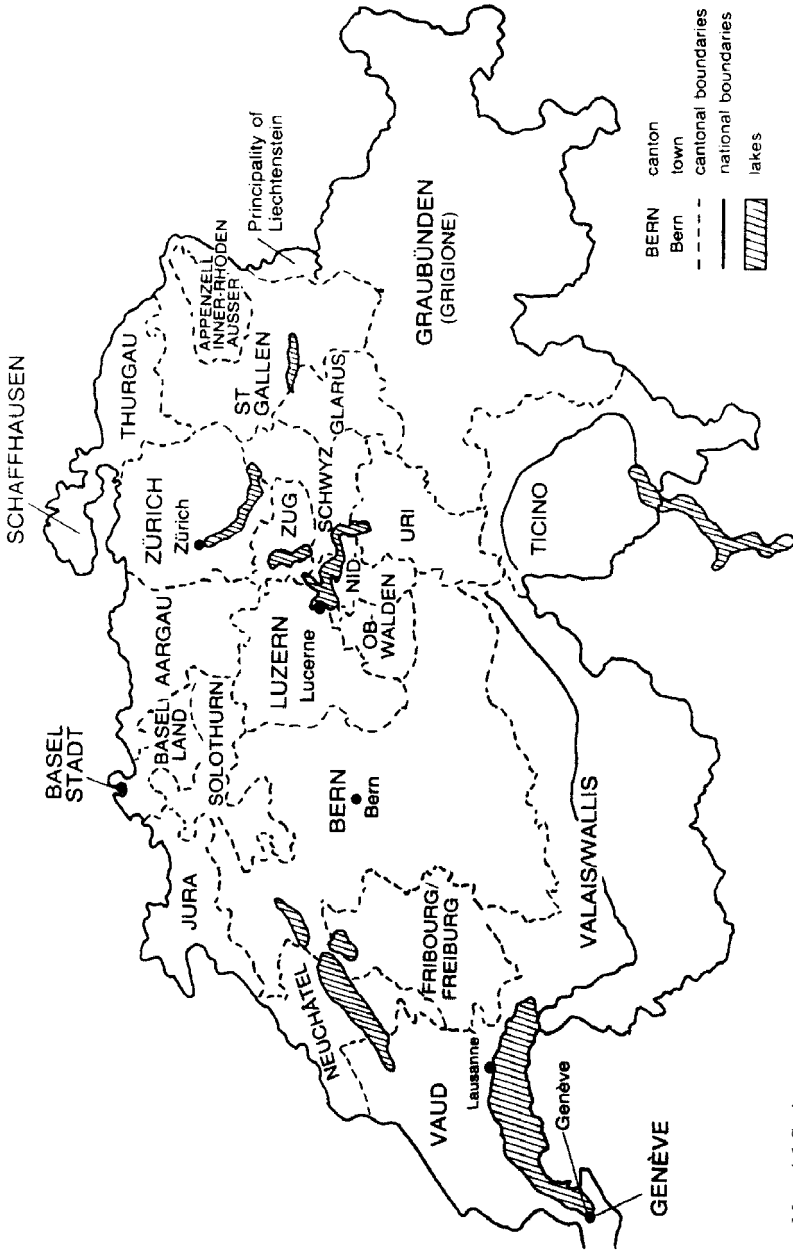 SCHAFFHAUSEN
BASEL
STADT
THURGAU
ZÜRICH
Zürich
AARGAU
BASEL
LAND
SOLOTHURN
JURA
APPENZELL
INNER-RHODEN
AUSSER
Principality of
Liechtenstein
ST
GALLEN
ZUG
SCHWYZ
GLARUS
LUZERN
Lucerne
NID
OB-
WALDEN
URI
GRAUBÜNDEN
(GRIGIONE)
BERN
Bern
NEUCHÂTEL
FRIBOURG/
FREIBURG
VAUD
Lausanne
VALAIS/WALLIS
TICINO
Genève
GENÈVE
BERN canton
Bern town
cantonal boundaries
national boundaries
lakes